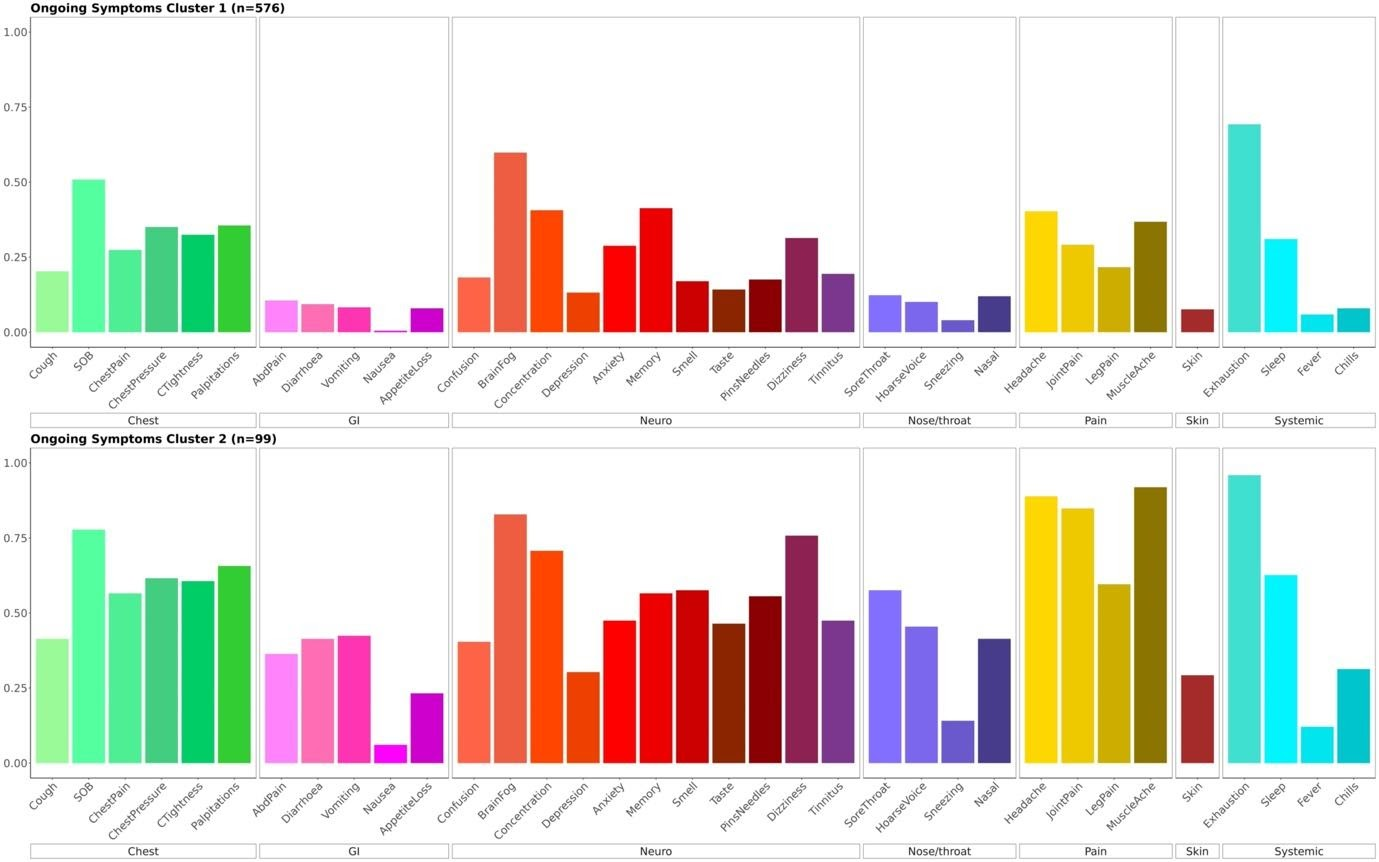 Ongoing Symptoms Cluster 1 (n=576)
1.00
0.75
0.50
0.25
0.00
Cough SOB ChestPain ChestPressure CTightness Palpitations AbdPain Diarrhoea Vomiting Nausea AppetiteLoss Confusion BrainFog Concentration Depression Anxiety Memory Smell Taste PinsNeedles Dizziness Tinnitus SoreThroat HoarseVoice Sneezing Nasal Headache JointPain LegPain MuscleAche Skin Exhaustion Sleep Fever Chills
Chest GI Neuro Nose/throat Pain Skin Systemic
Ongoing Symptoms Cluster 2 (n=99)
1.00
0.75
0.50
0.25
0.00
Cough SOB ChestPain ChestPressure CTightness Palpitations AbdPain Diarrhoea Vomiting Nausea AppetiteLoss Confusion BrainFog Concentration Depression Anxiety Memory Smell Taste PinsNeedles Dizziness Tinnitus SoreThroat HoarseVoice Sneezing Nasal Headache JointPain LegPain MuscleAche Skin Exhaustion Sleep Fever Chills
Chest GI Neuro Nose/throat Pain Skin Systemic